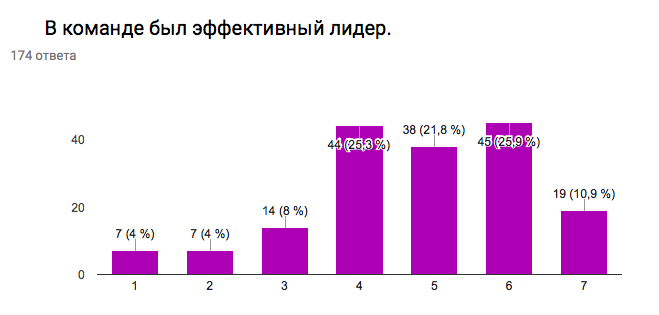 В команде был эффективный лидер.
174 ответа
40
20
0
7 (4 %)
7 (4 %)
14 (8 %)
44 (25,3 %)
38 (21,8 %)
45 (25,9 %)
19 (10,9 %)
1 2 3 4 5 6 7